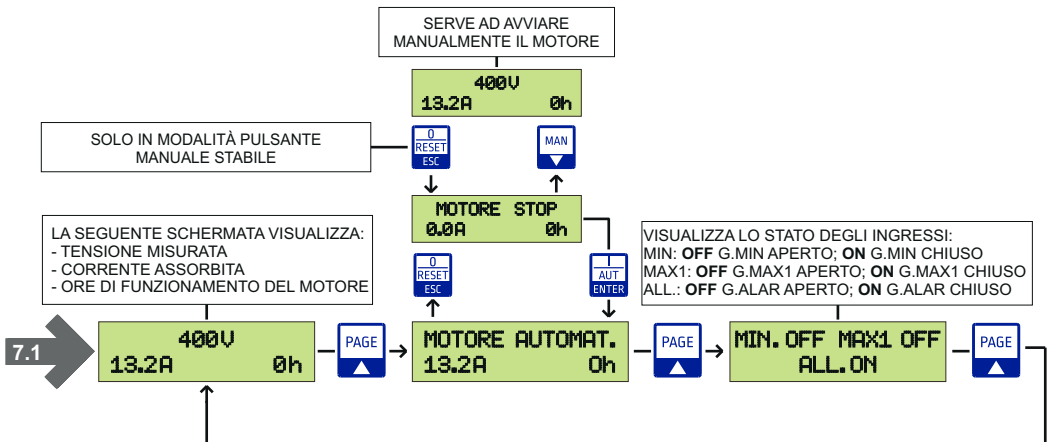 SERVE AD AVVIARE
MANUALMENTE IL MOTORE
400V
13.2A 0h
SOLO IN MODALITÀ PULSANTE
MANUALE STABILE
0
RESET
ESC
MAN
MOTORE STOP
0.0A 0h
LA SEGUENTE SCHERMATA VISUALIZZA:
- TENSIONE MISURATA
- CORRENTE ASSORBITA
- ORE DI FUNZIONAMENTO DEL MOTORE
0
RESET
ESC
I
AUT
ENTER
VISUALIZZA LO STATO DEGLI INGRESSI:
MIN: OFF G.MIN APERTO; ON G.MIN CHIUSO
MAX1: OFF G.MAX1 APERTO; ON G.MAX1 CHIUSO
ALL.: OFF G.ALAR APERTO; ON G.ALAR CHIUSO
7.1
400V
13.2A 0h
PAGE
MOTORE AUTOMAT.
13.2A 0h
PAGE
MIN.OFF MAX1 OFF
ALL.ON
PAGE